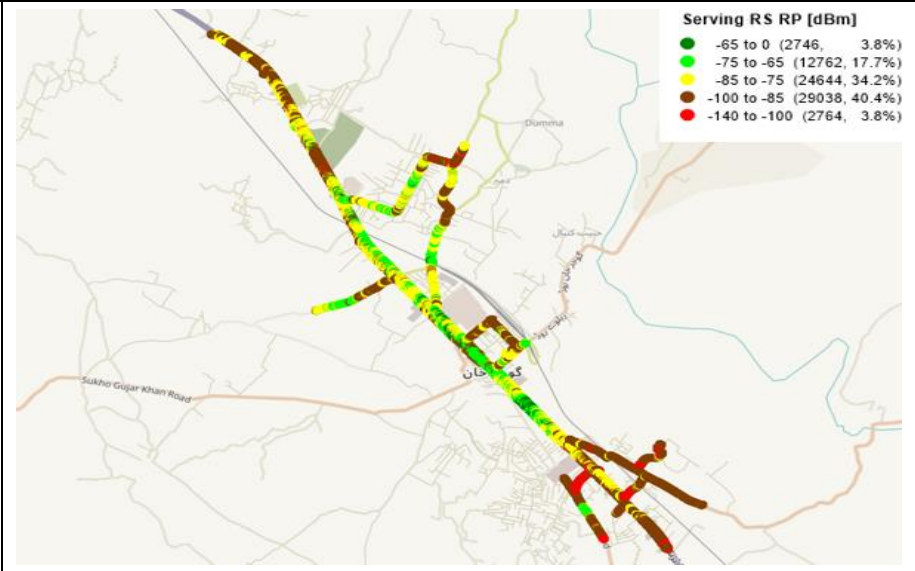 Serving RS RP [dBm]
-65 to 0 (2746, 3.8%)
-75 to -65 (12762, 17.7%)
-85 to -75 (24644, 34.2%)
-100 to -85 (29038, 40.4%)
-140 to -100 (2764, 3.8%)
Dumma
حبیب کنیال
Sukho Gujar Khan Road